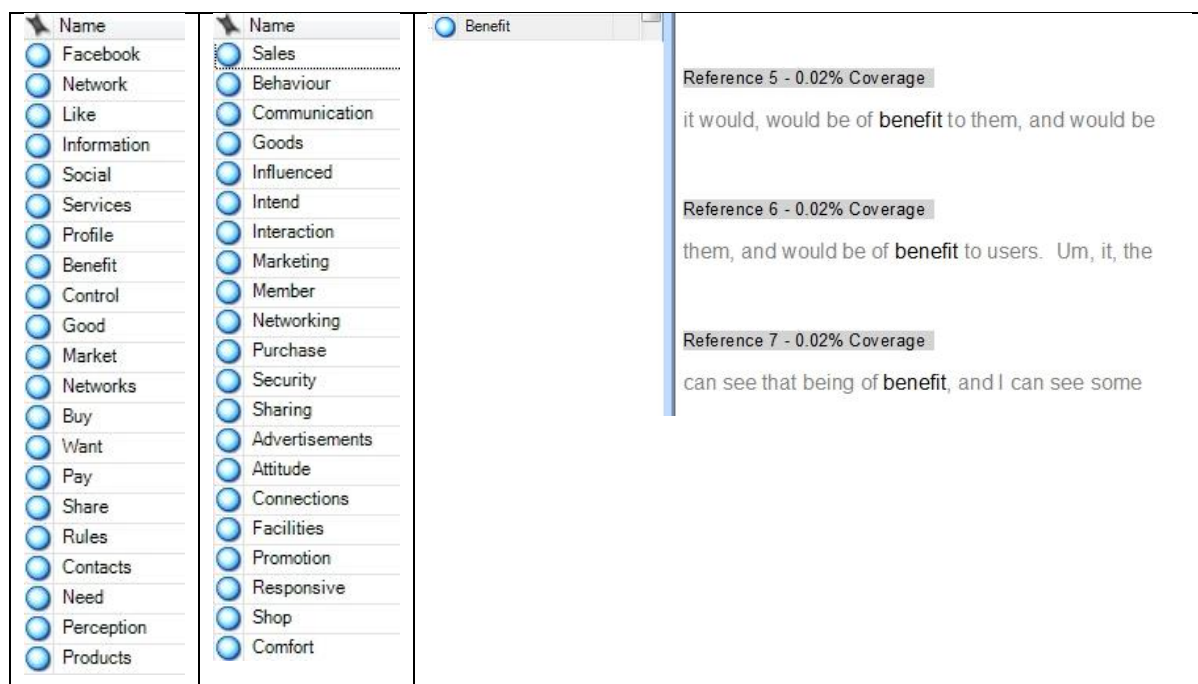 Name
Facebook
Network
Like
Information
Social
Services
Profile
Benefit
Control
Good
Market
Networks
Buy
Want
Pay
Share
Rules
Contacts
Need
Perception
Products
Name
Sales
Behaviour
Communication
Goods
Influenced
Intend
Interaction
Marketing
Member
Networking
Purchase
Security
Sharing
Advertisements
Attitude
Connections
Facilities
Promotion
Responsive
Shop
Comfort
Benefit
Reference 5 - 0.02% Coverage
it would, would be of benefit to them, and would be
Reference 6 - 0.02% Coverage
them, and would be of benefit to users. Um, it, the
Reference 7 - 0.02% Coverage
can see that being of benefit, and I can see some